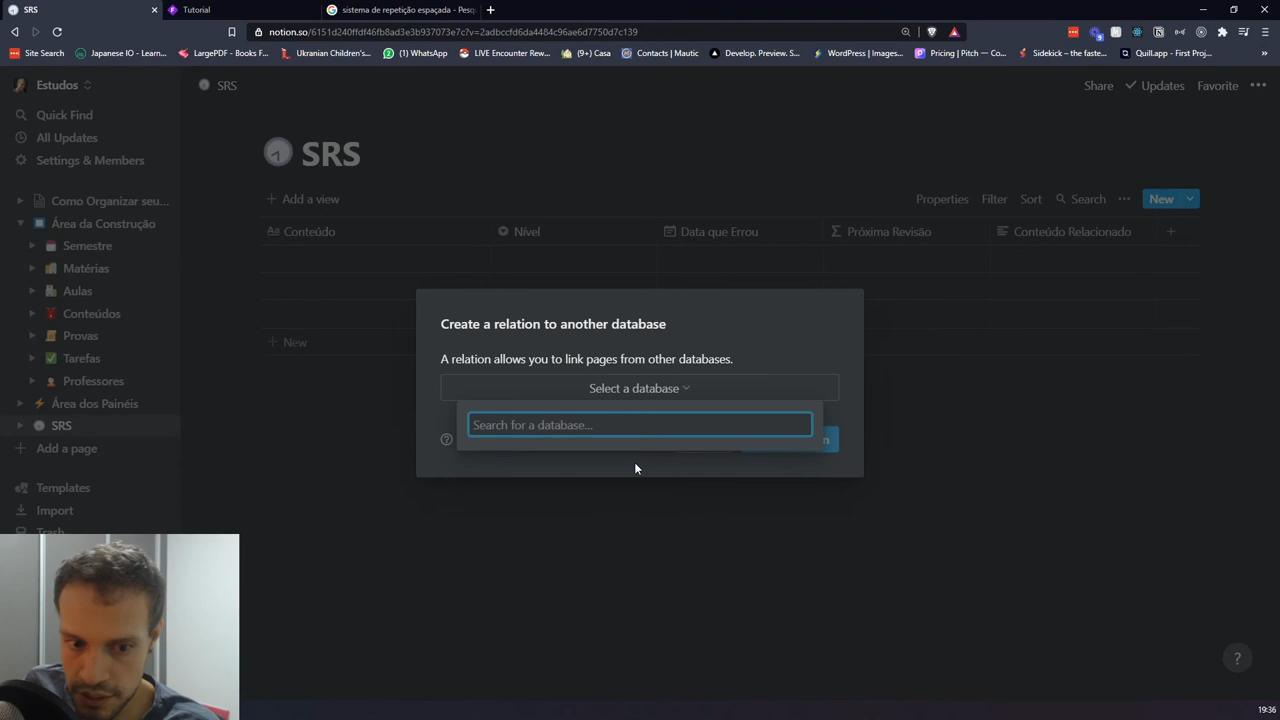 SRS
Tutorial
sistema de repetição espaçada - Pesq
notion.so/6151d240ffdf46fb8ad3e3b937073e7c?v=2adbccfd6da4484c96ae6d7750d7c139
Site Search
Japanese IO - Learn...
LargePDF - Books F...
Ukranian Children's...
(1) WhatsApp
LIVE Encounter Rew...
(9+) Casa
Contacts | Mautic
Develop. Preview. S...
WordPress | Images...
Pricing | Pitch — Co...
Sidekick – the faste...
Quill.app - First Proj...
Estudos
SRS
Share
Updates
Favorite
Quick Find
All Updates
Settings & Members
Como Organizar seu...
Área da Construção
Semestre
Matérias
Aulas
Conteúdos
Provas
Tarefas
Professores
Área dos Painéis
SRS
Add a page
Templates
Import
Trash
SRS
Add a view
Properties
Filter
Sort
Search
New
Aa Conteúdo
Nível
Data que Errou
Próxima Revisão
Conteúdo Relacionado
New
Create a relation to another database
A relation allows you to link pages from other databases.
Select a database
Search for a database...
?
19:36